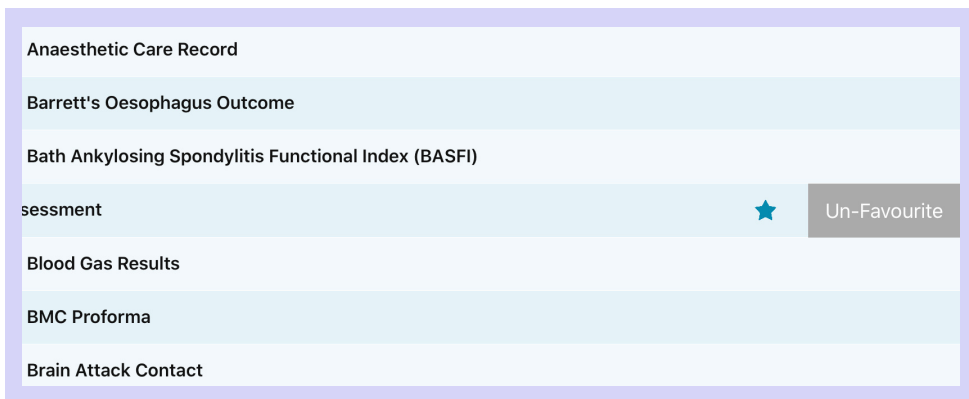 Anaesthetic Care Record
Barrett's Oesophagus Outcome
Bath Ankylosing Spondylitis Functional Index (BASFI)
sessment Un-Favourite
Blood Gas Results
BMC Proforma
Brain Attack Contact